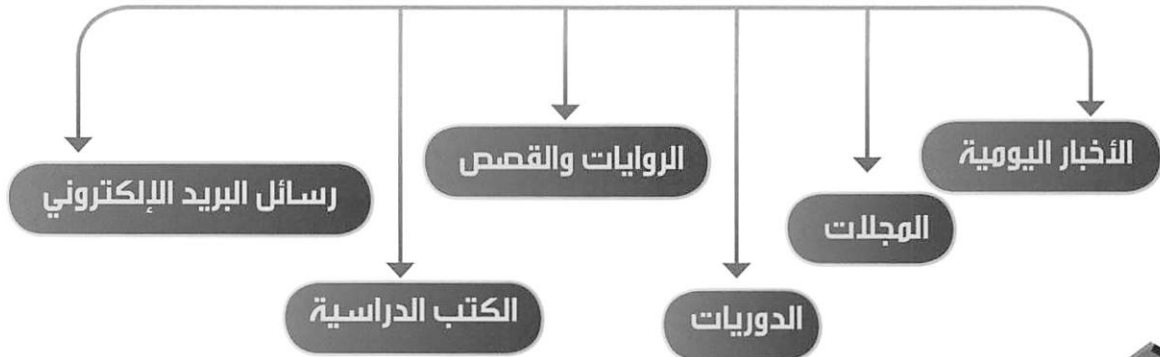 الأخبار اليومية
المجلات
الدوريات
الروايات والقصص
الكتب الدراسية
رسائل البريد الإلكتروني